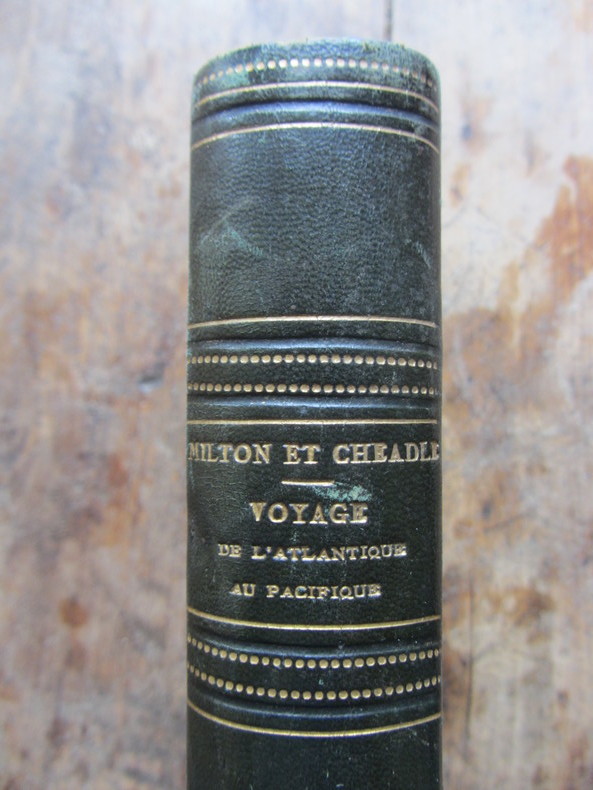 MILTON ET CHEADLE
VOYAGE
DE L'ATLANTIQUE
AU PACIFIQUE